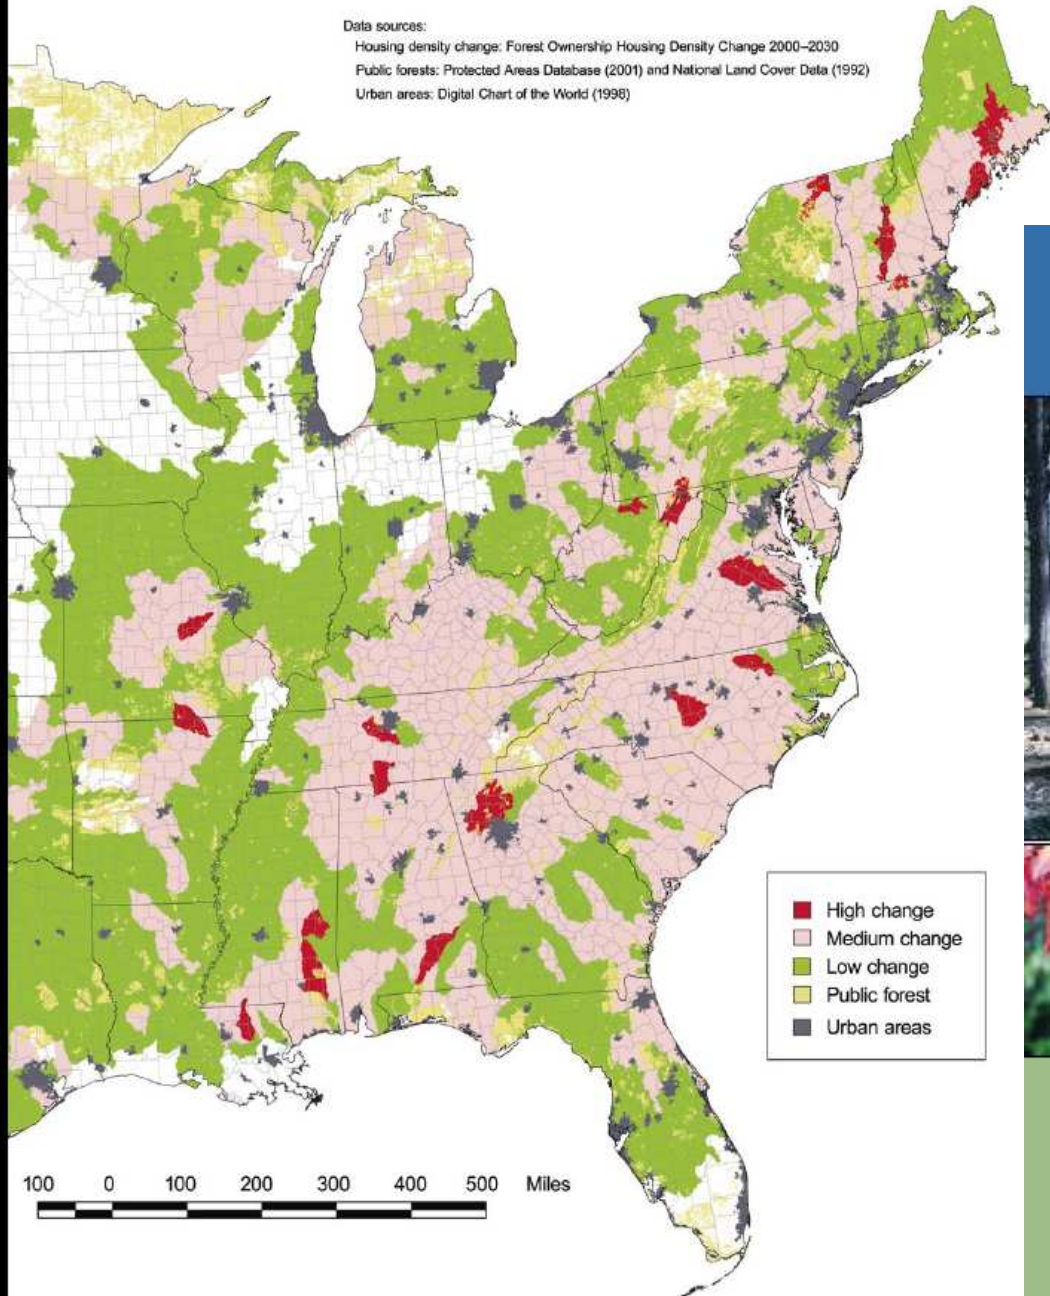 Data sources:
Housing density change: Forest Ownership Housing Density Change 2000–2030
Public forests: Protected Areas Database (2001) and National Land Cover Data (1992)
Urban areas: Digital Chart of the World (1998)
High change
Medium change
Low change
Public forest
Urban areas
100 0 100 200 300 400 500 Miles